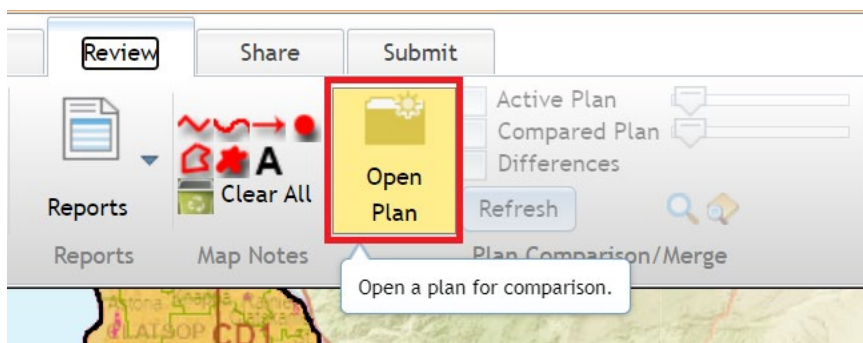 Review
Share
Submit
Active Plan
Compared Plan
Differences
A
Clear All
Open
Plan
Reports
Refresh
Reports
Map Notes
Plan Comparison/Merge
Open a plan for comparison.
CD1